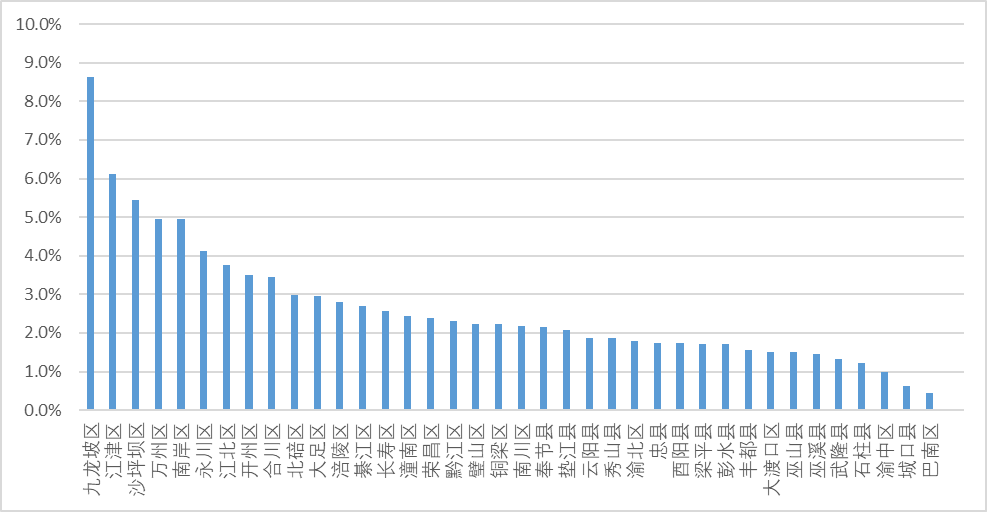 10.0%
9.0%
8.0%
7.0%
6.0%
5.0%
4.0%
3.0%
2.0%
1.0%
0.0%
九龙坡区
江津区
沙坪坝区
万州区
南岸区
永川区
江北区
开州区
合川区
北碚区
大足区
涪陵区
綦江区
长寿区
潼南区
荣昌区
黔江区
璧山区
铜梁区
南川区
奉节县
垫江县
云阳县
秀山县
渝北区
忠县
酉阳县
梁平县
彭水县
丰都县
大渡口区
巫山县
巫溪县
武隆县
石柱县
渝中区
城口县
巴南区